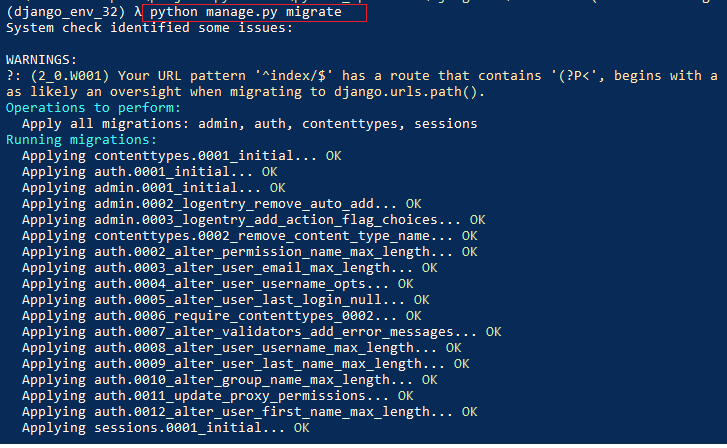 (django_env_32) λ python manage.py migrate
System check identified some issues:
WARNINGS:
?: (2_0.W001) Your URL pattern '^index/$' has a route that contains '(?P<', begins with a
as likely an oversight when migrating to django.urls.path().
Operations to perform:
Apply all migrations: admin, auth, contenttypes, sessions
Running migrations:
Applying contenttypes.0001_initial... OK
Applying auth.0001_initial... OK
Applying admin.0001_initial... OK
Applying admin.0002_logentry_remove_auto_add... OK
Applying admin.0003_logentry_add_action_flag_choices... OK
Applying contenttypes.0002_remove_content_type_name... OK
Applying auth.0002_alter_permission_name_max_length... OK
Applying auth.0003_alter_user_email_max_length... OK
Applying auth.0004_alter_user_username_opts... OK
Applying auth.0005_alter_user_last_login_null... OK
Applying auth.0006_require_contenttypes_0002... OK
Applying auth.0007_alter_validators_add_error_messages... OK
Applying auth.0008_alter_user_username_max_length... OK
Applying auth.0009_alter_user_last_name_max_length... OK
Applying auth.0010_alter_group_name_max_length... OK
Applying auth.0011_update_proxy_permissions... OK
Applying auth.0012_alter_user_first_name_max_length... OK
Applying sessions.0001_initial... OK